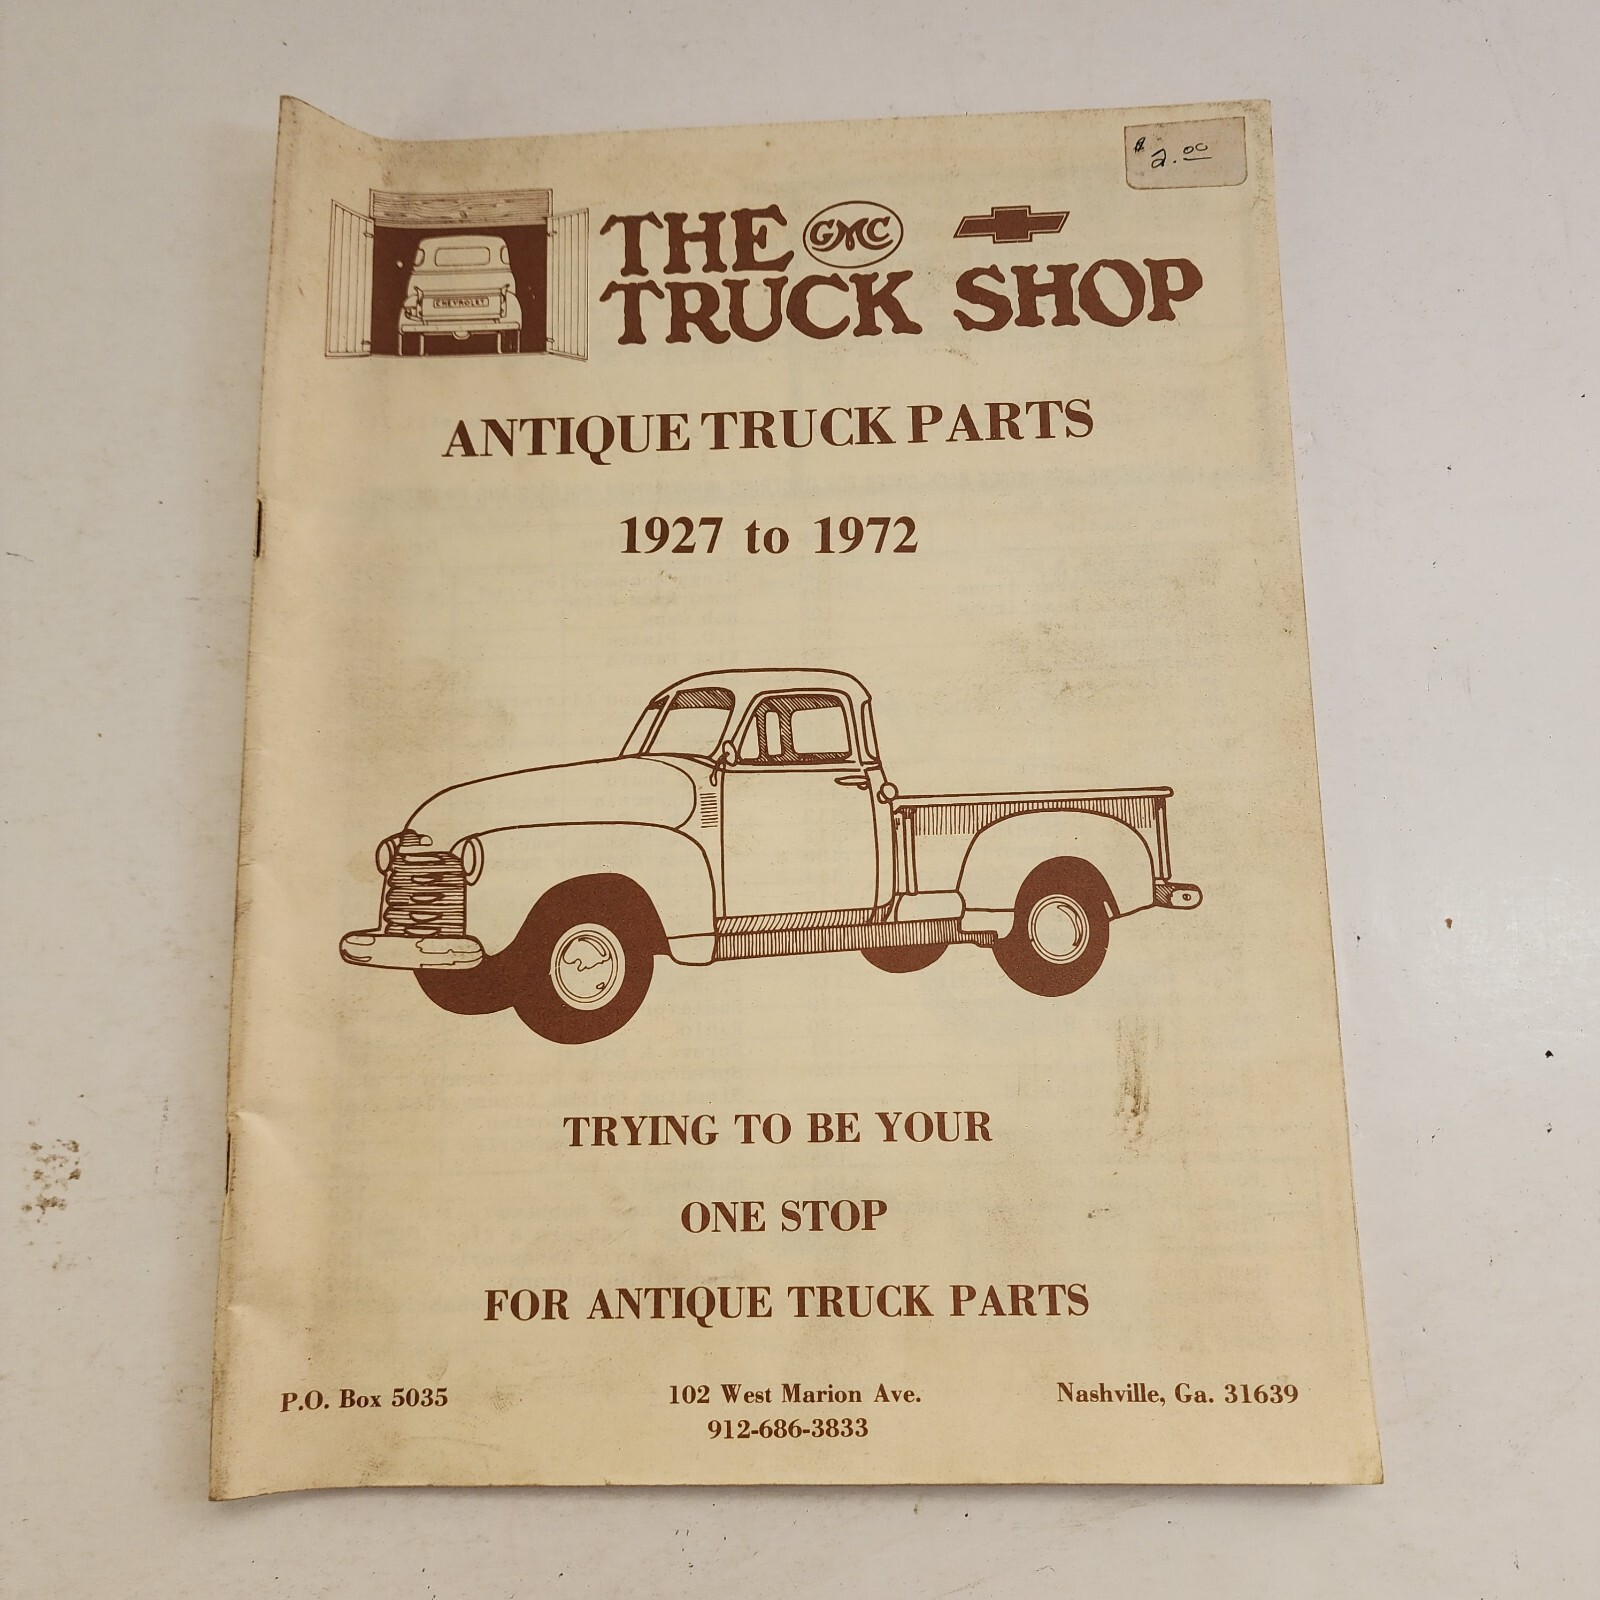 $ 2.00
THE GMC
TRUCK SHOP
CHEVROLET
ANTIQUE TRUCK PARTS
1927 to 1972
TRYING TO BE YOUR
ONE STOP
FOR ANTIQUE TRUCK PARTS
P.O. Box 5035 102 West Marion Ave. Nashville, Ga. 31639
912-686-3833